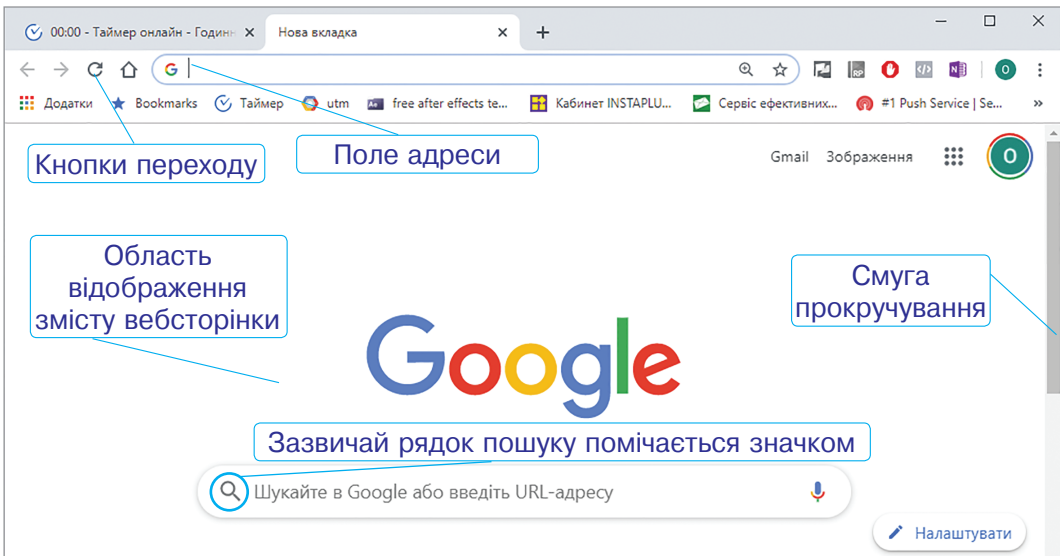 00:00 - Таймер онлайн - Годинн
Нова вкладка
G
O
Додатки Bookmarks Таймер utm Ae free after effects te... Кабинет INSTAPLU... Сервіс ефективних... #1 Push Service | Se... »
Кнопки переходу
Поле адреси
Gmail Зображення
O
Область
відображення
змісту вебсторінки
Смуга
прокручування
Google
Зазвичай рядок пошуку помічається значком
Шукайте в Google або введіть URL-адресу
Налаштувати